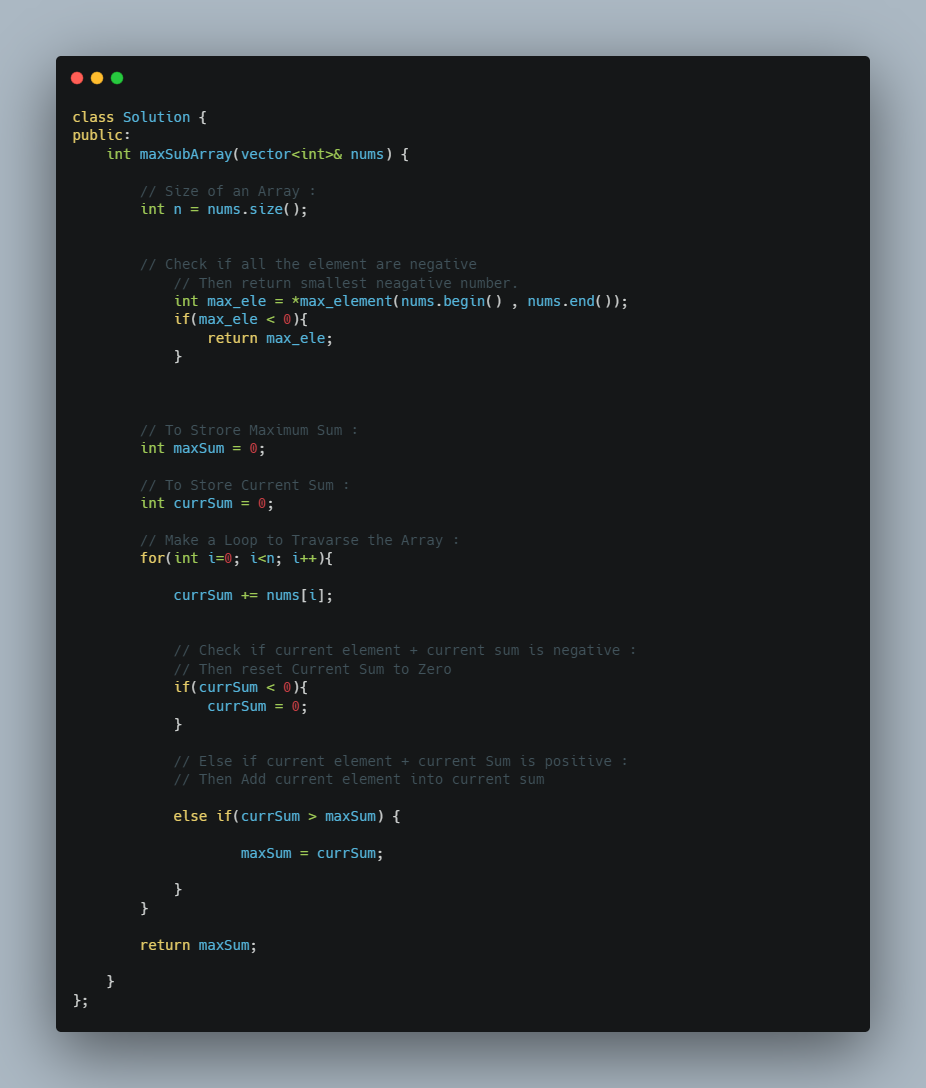 class Solution {
public:
    int maxSubArray(vector<int>& nums) {
        // Size of an Array :
        int n = nums.size();
        // Check if all the element are negative
            // Then return smallest neagative number.
            int max_ele = *max_element(nums.begin() , nums.end());
            if(max_ele < 0){
                return max_ele;
            }
        // To Strore Maximum Sum :
        int maxSum = 0;
        // To Store Current Sum :
        int currSum = 0;
        // Make a Loop to Travarse the Array :
        for(int i=0; i<n; i++){
            currSum += nums[i];
            // Check if current element + current sum is negative :
            // Then reset Current Sum to Zero
            if(currSum < 0){
                currSum = 0;
            }
            // Else if current element + current Sum is positive :
            // Then Add current element into current sum
            else if(currSum > maxSum) {
                    maxSum = currSum;
            }
        }
        return maxSum;
    }
};